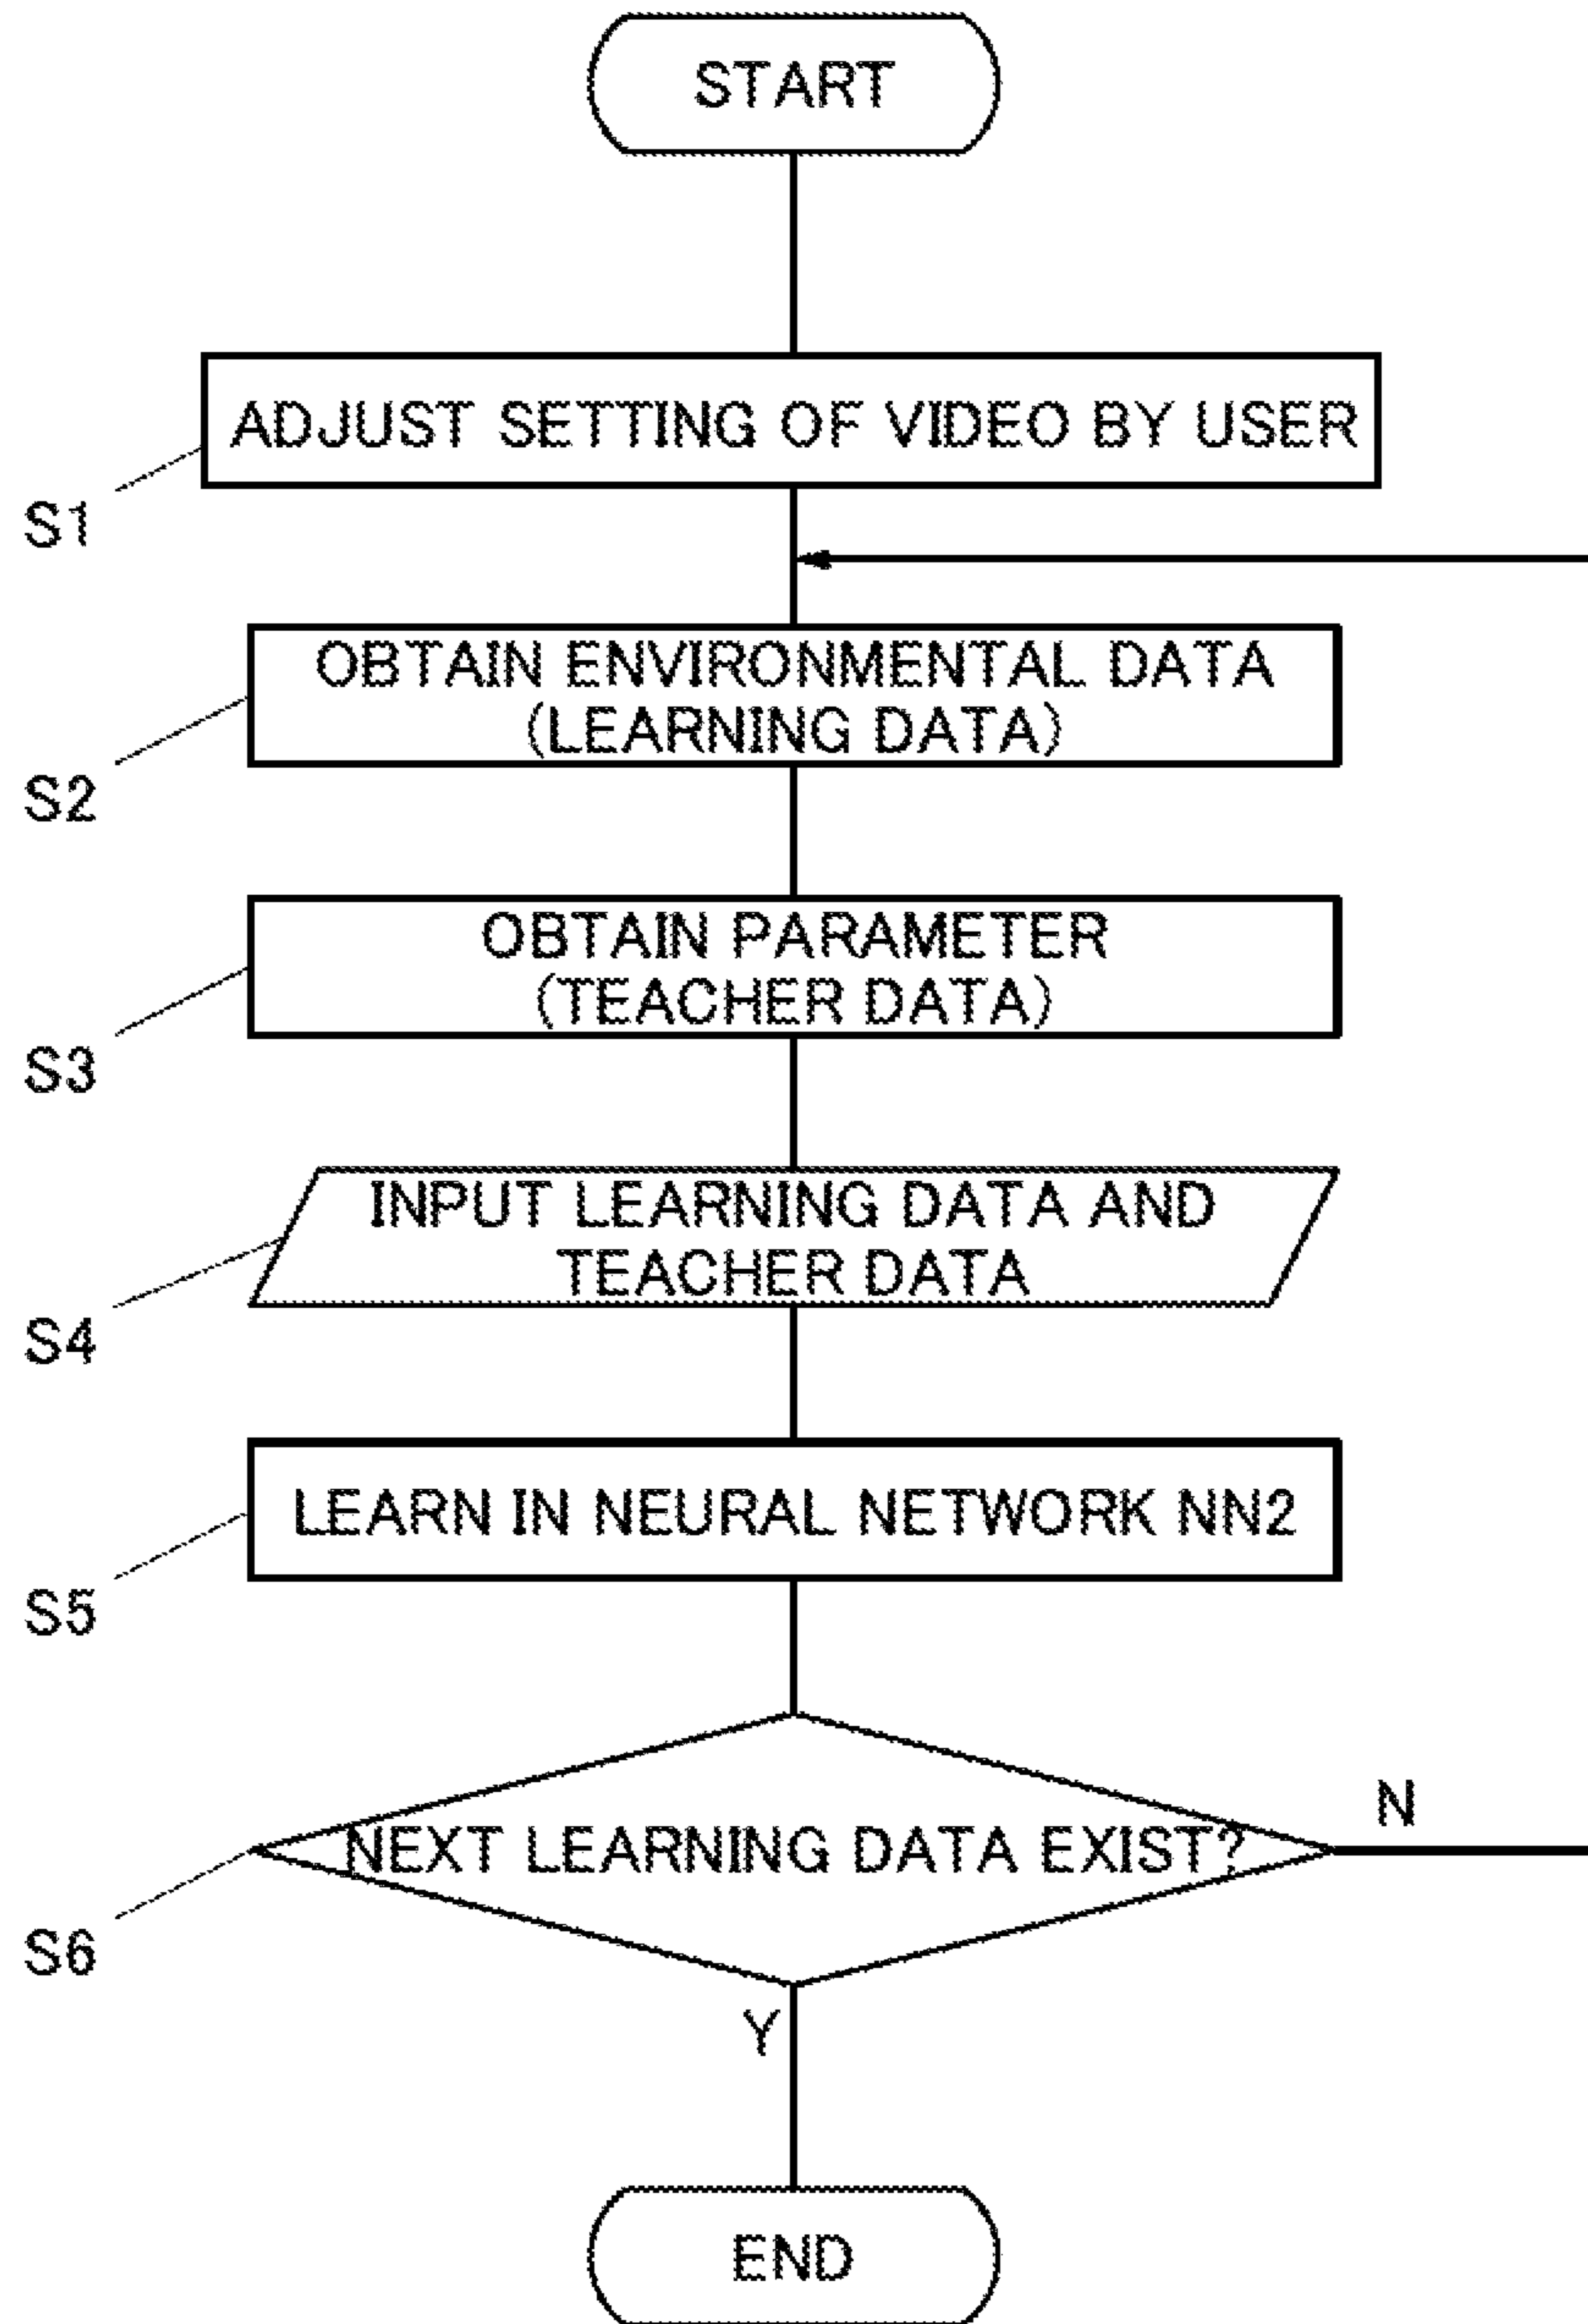 START
ADJUST SETTING OF VIDEO BY USER
S1
OBTAIN ENVIRONMENTAL DATA
(LEARNING DATA)
S2
OBTAIN PARAMETER
(TEACHER DATA)
S3
INPUT LEARNING DATA AND
TEACHER DATA
S4
LEARN IN NEURAL NETWORK NN2
S5
N
NEXT LEARNING DATA EXIST?
S6
Y
END